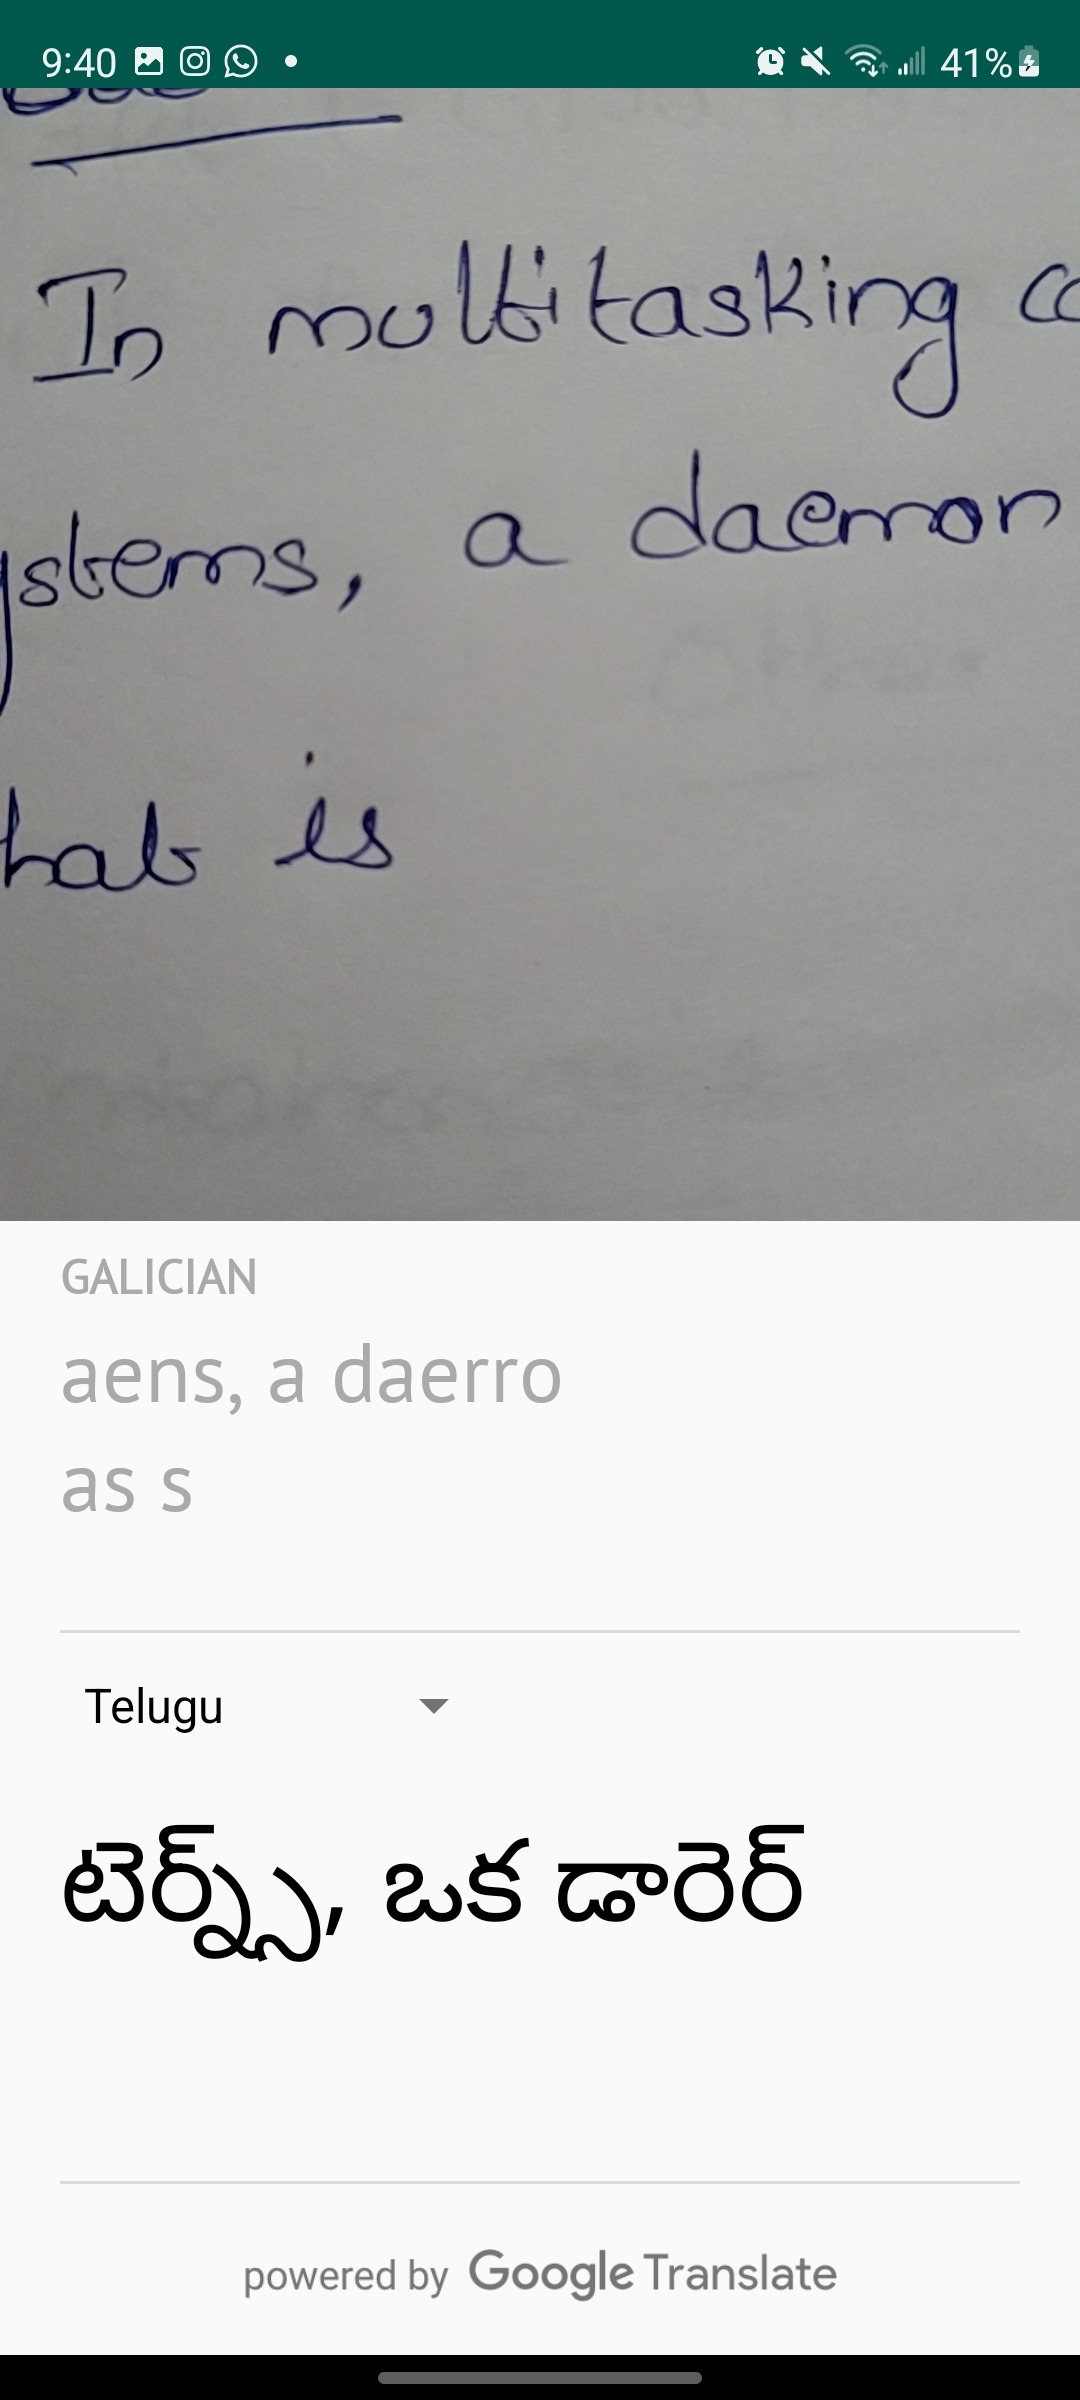 9:40 41%
In multitasking co
ystems, a daemon
hat is
GALICIAN
aens, a daerro
as s
Telugu
టెర్న్స్, ఒక డారెర్
powered by Google Translate